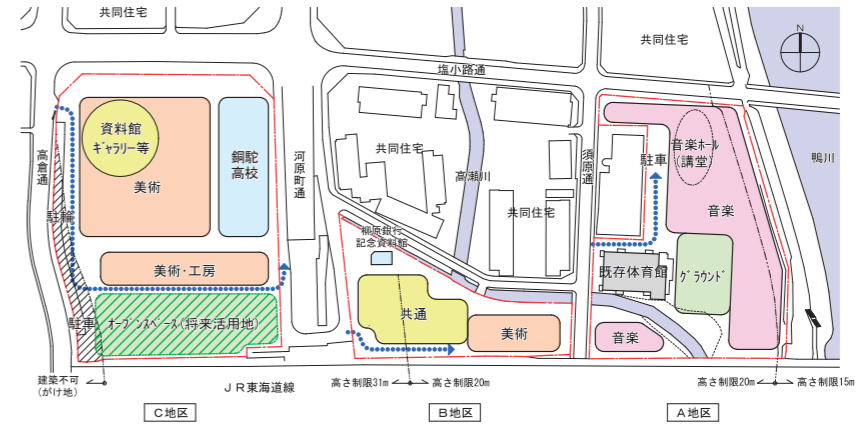 共同住宅
共同住宅
N
塩小路通
高倉通
資料館
ギャラリー等
美術
銅駝
高校
河原町通
共同住宅
高瀬川
共同住宅
須原通
駐車
音楽ホール
(講堂)
音楽
鴨川
駐輪
柳原銀行
記念資料館
美術・工房
既存体育館
グラウンド
駐車
オープンスペース(将来活用地)
共通
美術
音楽
建築不可
(がけ地)
JR東海道線
高さ制限31m
高さ制限20m
高さ制限20m
高さ制限15m
C地区
B地区
A地区